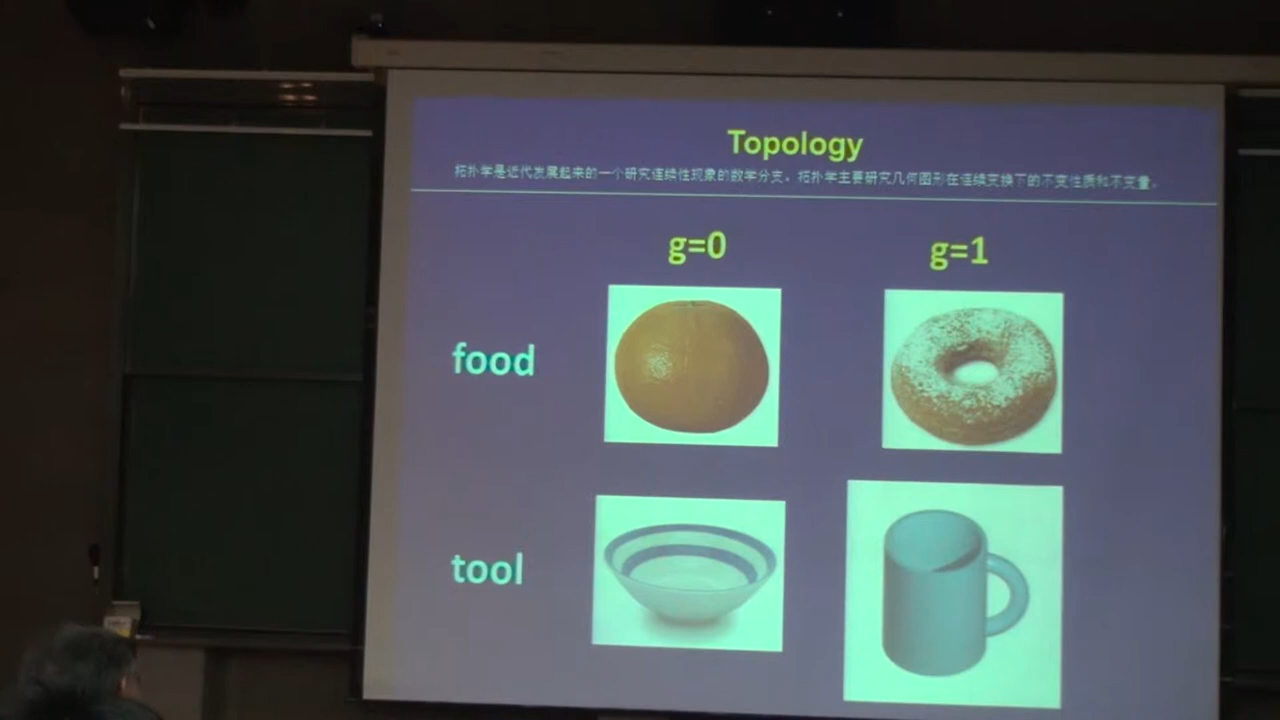 Topology
拓扑学是近代发展起来的一个研究连续性现象的数学分支。拓扑学主要研究几何图形在连续变换下的不变性质和不变量。
g=0 g=1
food
tool